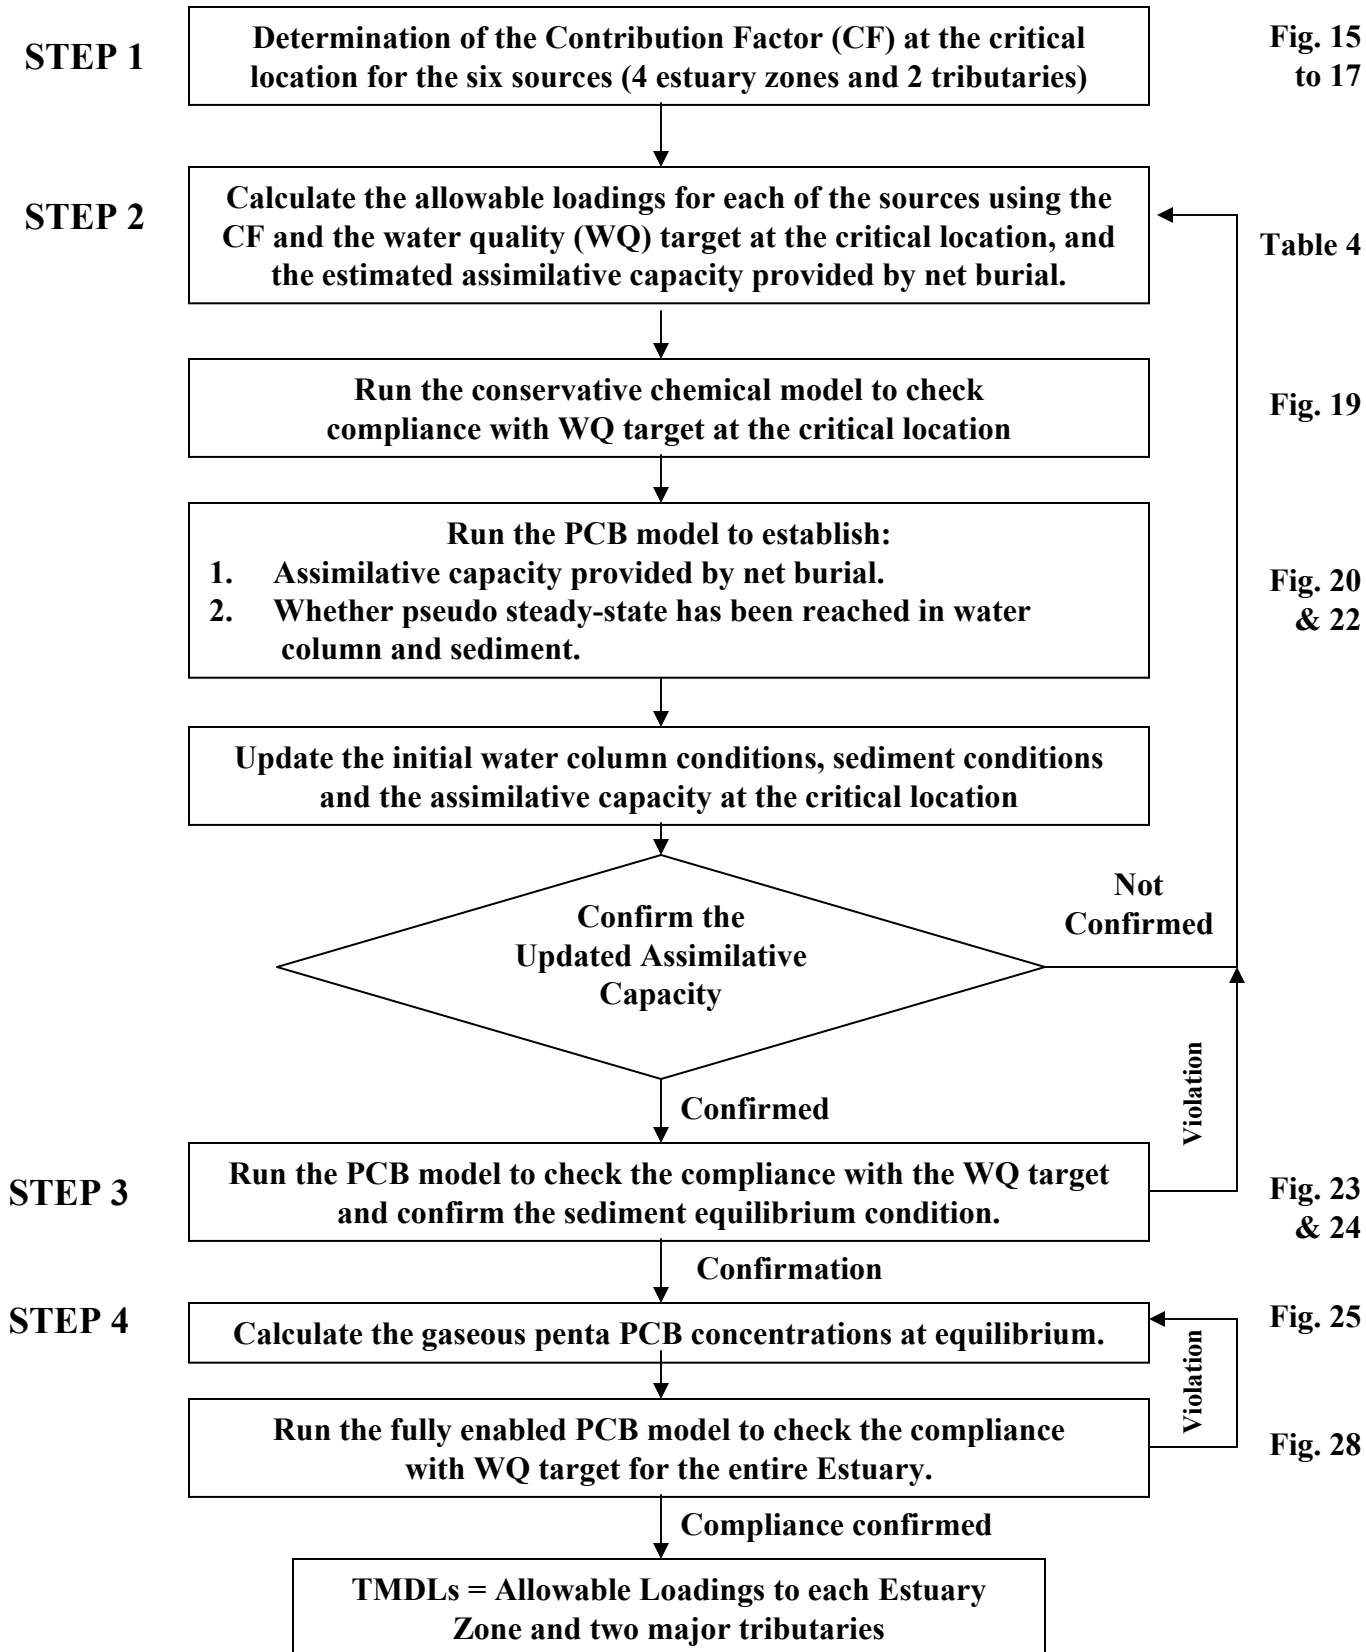 STEP 1
Determination of the Contribution Factor (CF) at the critical
location for the six sources (4 estuary zones and 2 tributaries)
Fig. 15
to 17
STEP 2
Calculate the allowable loadings for each of the sources using the
CF and the water quality (WQ) target at the critical location, and
the estimated assimilative capacity provided by net burial.
Table 4
Run the conservative chemical model to check
compliance with WQ target at the critical location
Fig. 19
Run the PCB model to establish:
1. Assimilative capacity provided by net burial.
2. Whether pseudo steady-state has been reached in water
column and sediment.
Fig. 20
& 22
Update the initial water column conditions, sediment conditions
and the assimilative capacity at the critical location
Confirm the
Updated Assimilative
Capacity
Not
Confirmed
Confirmed
Violation
STEP 3
Run the PCB model to check the compliance with the WQ target
and confirm the sediment equilibrium condition.
Fig. 23
& 24
Confirmation
STEP 4
Calculate the gaseous penta PCB concentrations at equilibrium.
Fig. 25
Violation
Run the fully enabled PCB model to check the compliance
with WQ target for the entire Estuary.
Fig. 28
Compliance confirmed
TMDLs = Allowable Loadings to each Estuary
Zone and two major tributaries